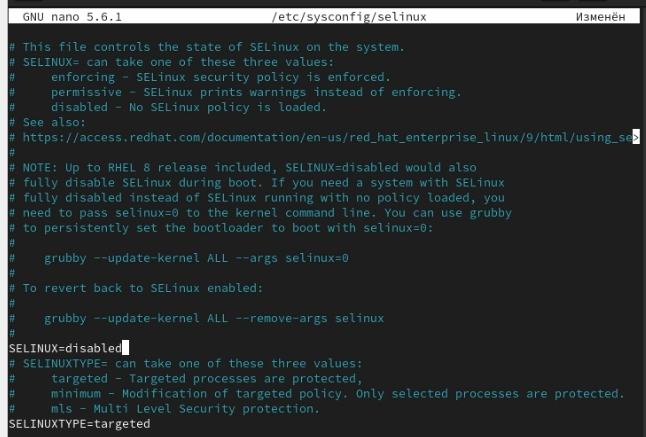 GNU nano 5.6.1 /etc/sysconfig/selinux Изменён
# This file controls the state of SELinux on the system.
# SELINUX= can take one of these three values:
#     enforcing - SELinux security policy is enforced.
#     permissive - SELinux prints warnings instead of enforcing.
#     disabled - No SELinux policy is loaded.
# See also:
# https://access.redhat.com/documentation/en-us/red_hat_enterprise_linux/9/html/using_se>
#
# NOTE: Up to RHEL 8 release included, SELINUX=disabled would also
# fully disable SELinux during boot. If you need a system with SELinux
# fully disabled instead of SELinux running with no policy loaded, you
# need to pass selinux=0 to the kernel command line. You can use grubby
# to persistently set the bootloader to boot with selinux=0:
#
#    grubby --update-kernel ALL --args selinux=0
#
# To revert back to SELinux enabled:
#
#    grubby --update-kernel ALL --remove-args selinux
#
SELINUX=disabled
# SELINUXTYPE= can take one of these three values:
#     targeted - Targeted processes are protected,
#     minimum - Modification of targeted policy. Only selected processes are protected.
#     mls - Multi Level Security protection.
SELINUXTYPE=targeted